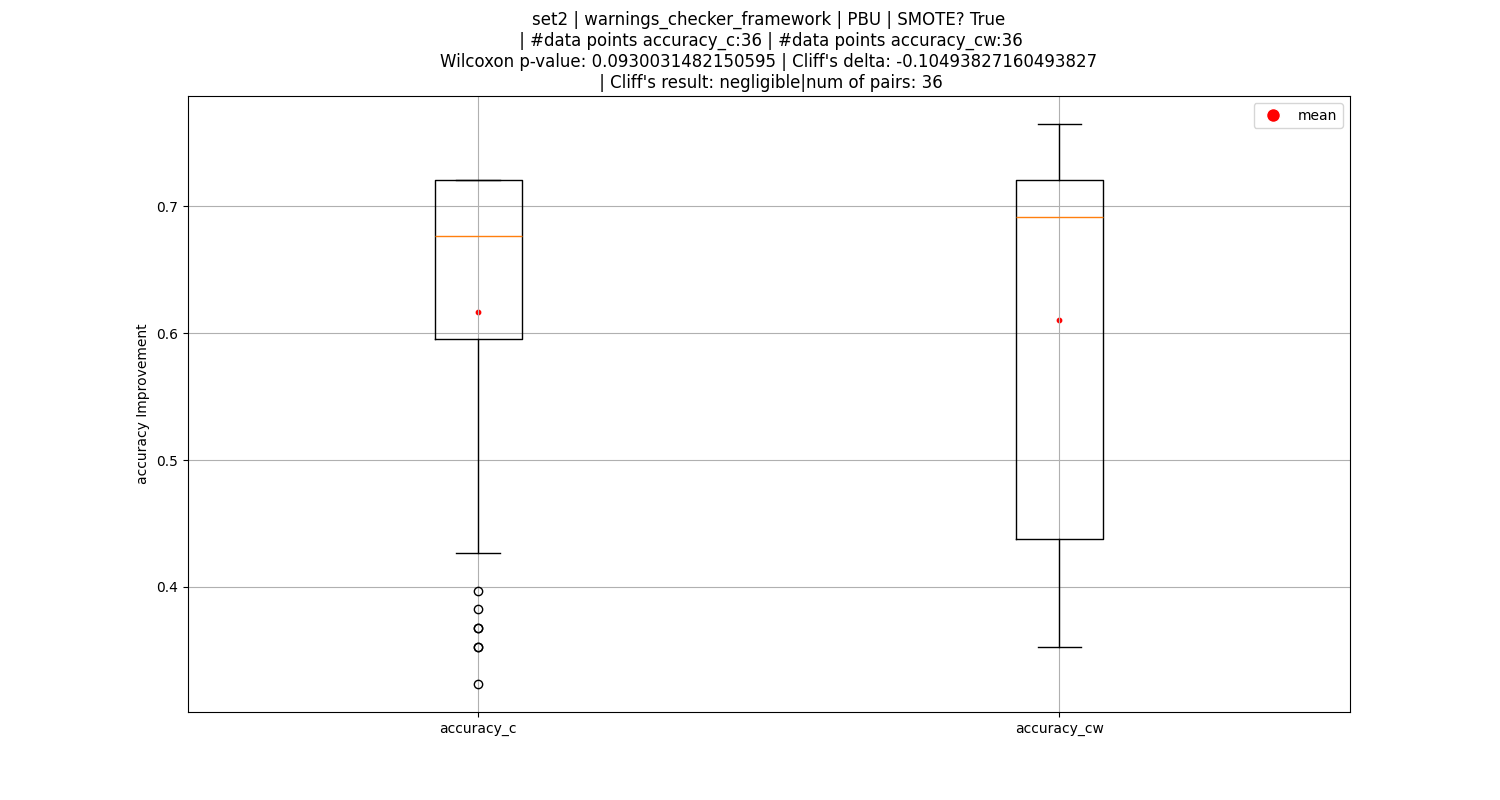 set2 | warnings_checker_framework | PBU | SMOTE? True
| #data points accuracy_c:36 | #data points accuracy_cw:36
Wilcoxon p-value: 0.0930031482150595 | Cliff's delta: -0.10493827160493827
| Cliff's result: negligible|num of pairs: 36
mean
0.7
0.6
0.5
0.4
accuracy Improvement
accuracy_c
accuracy_cw